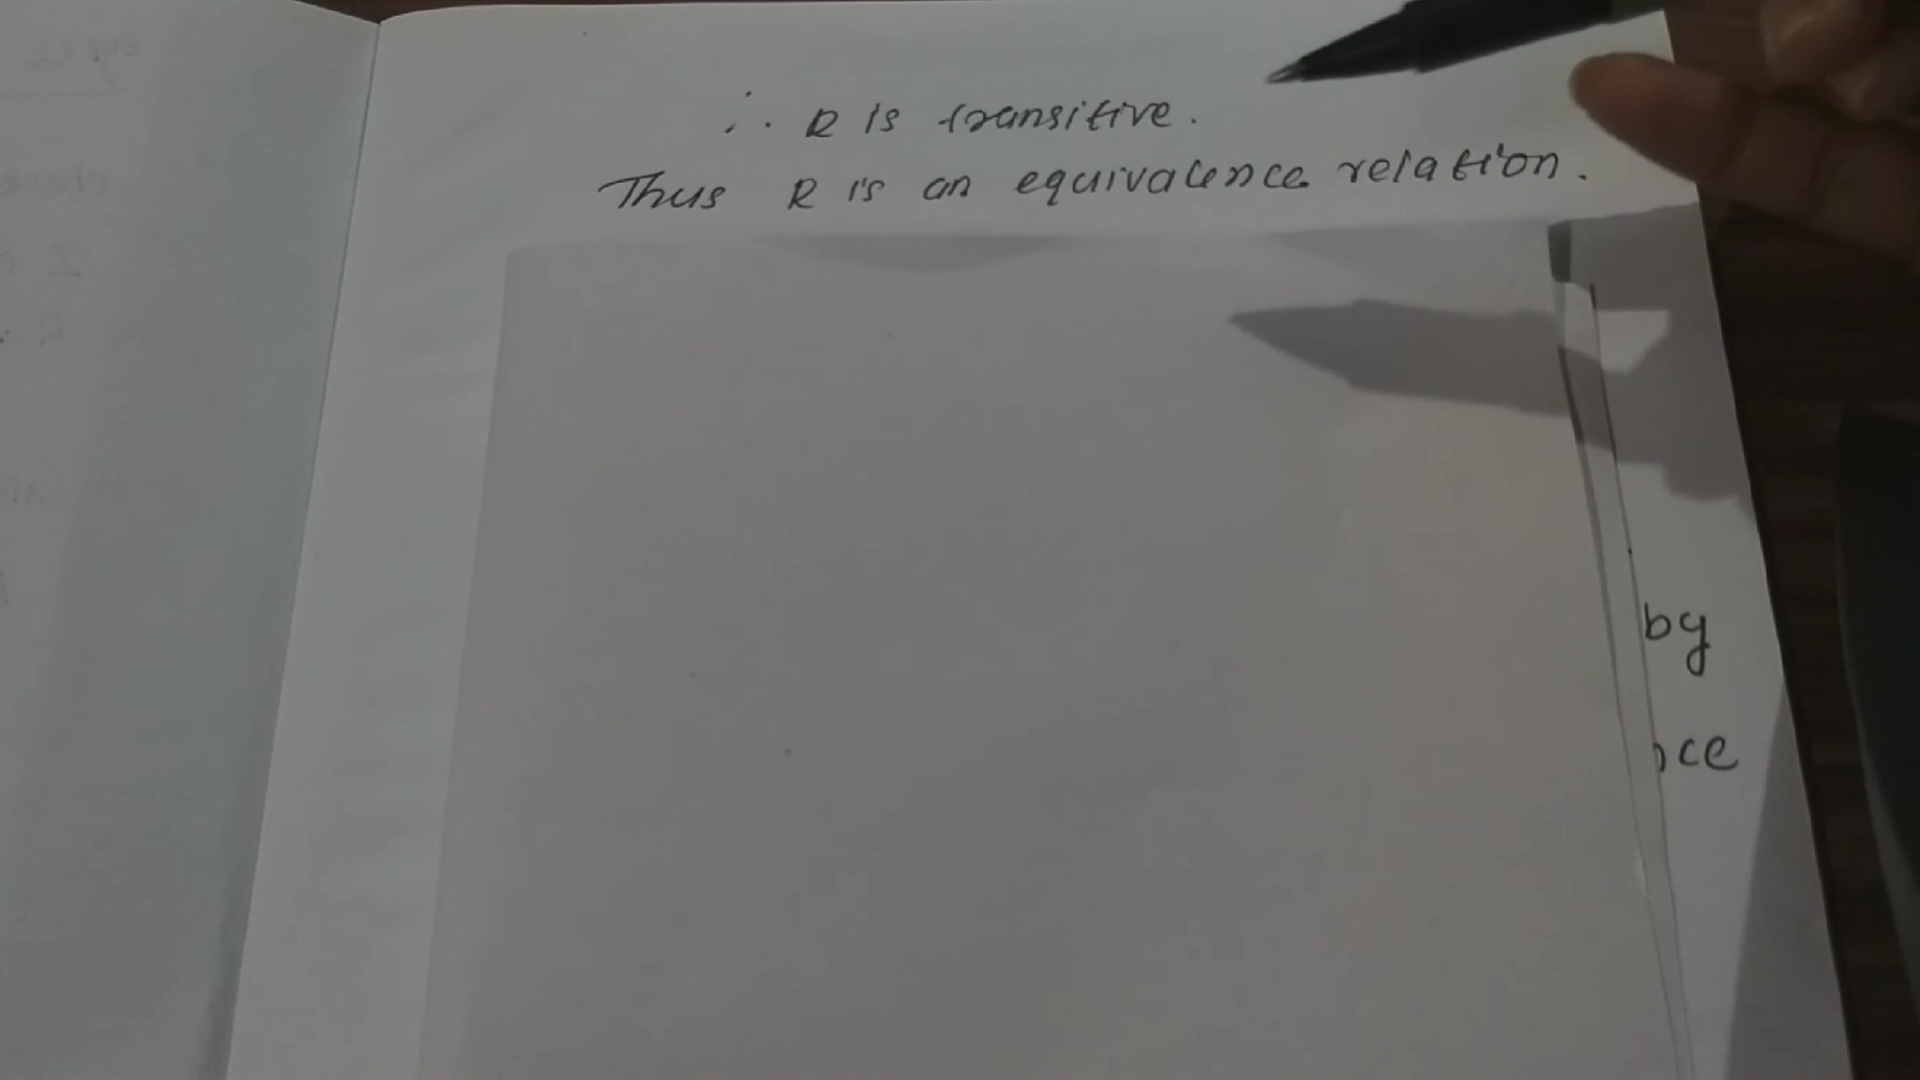 ∴ R is transitive.
Thus R is an equivalence relation.
by
ce